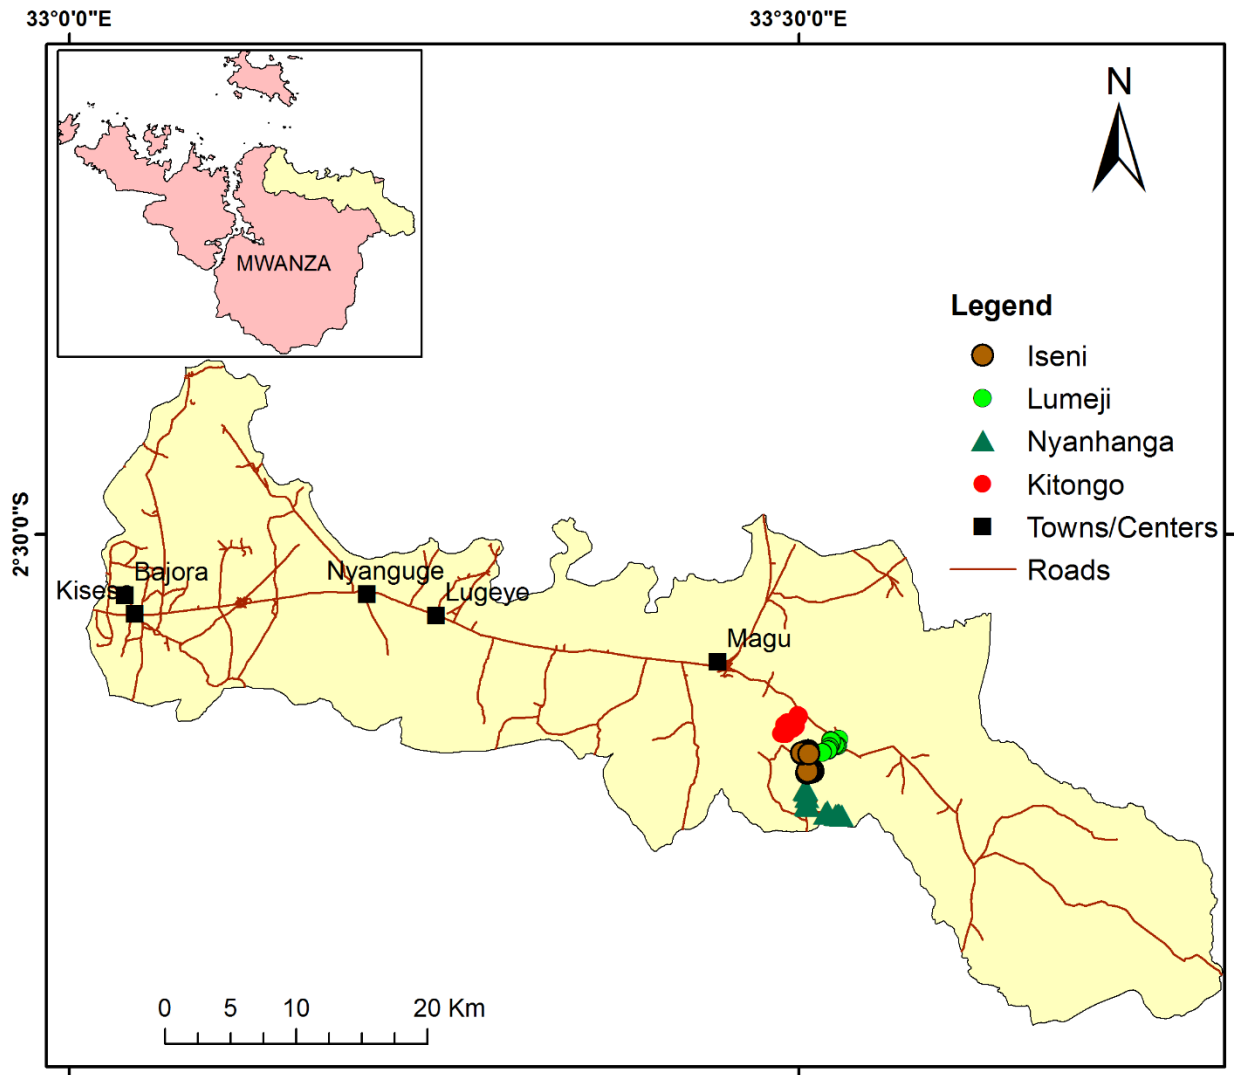 33°0'0"E
33°30'0"E
N
MWANZA
Legend
Iseni
Lumeji
Nyanhanga
Kitongo
Towns/Centers
Roads
2°30'0"S
Bajora
Kisesa
Nyanguge
Lugeye
Magu
0 5 10 20 Km